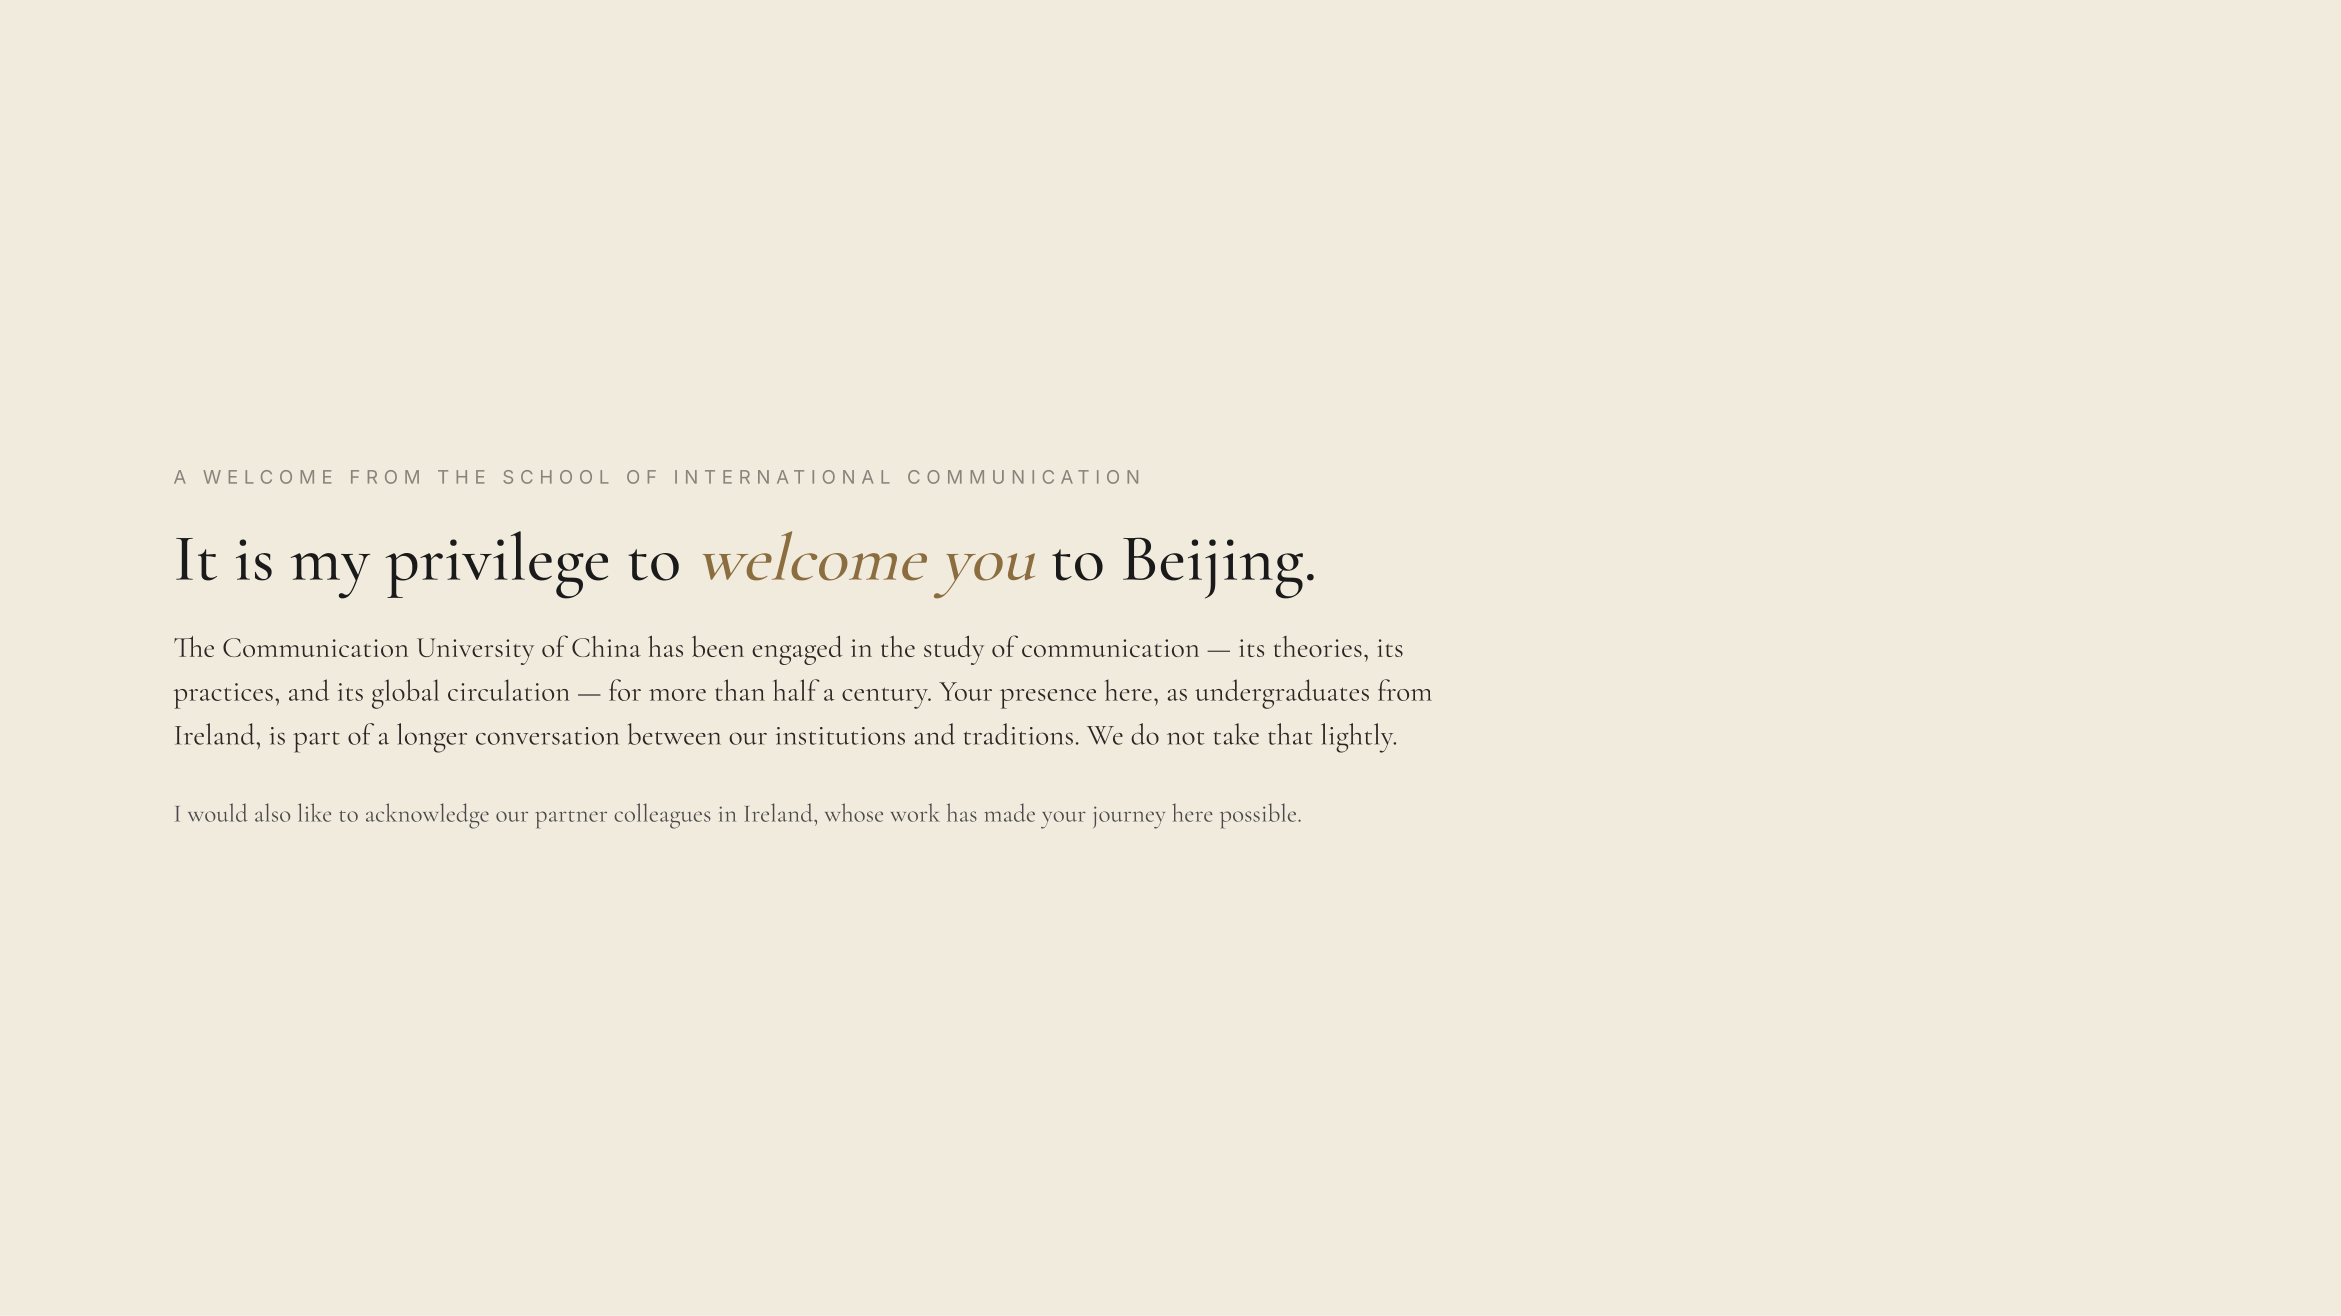 A WELCOME FROM THE SCHOOL OF INTERNATIONAL COMMUNICATION
It is my privilege to welcome you to Beijing.
The Communication University of China has been engaged in the study of communication — its theories, its
practices, and its global circulation — for more than half a century. Your presence here, as undergraduates from
Ireland, is part of a longer conversation between our institutions and traditions. We do not take that lightly.
I would also like to acknowledge our partner colleagues in Ireland, whose work has made your journey here possible.